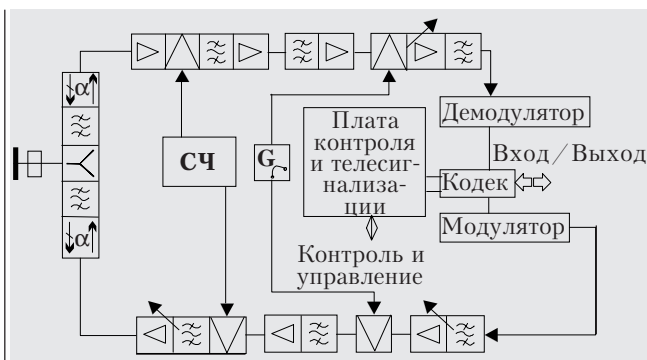 α
Демодулятор
Плата
контроля
и телесиг-
нализа-
ции
СЧ
G
Вход/Выход
Кодек
α
Модулятор
Контроль и
управление